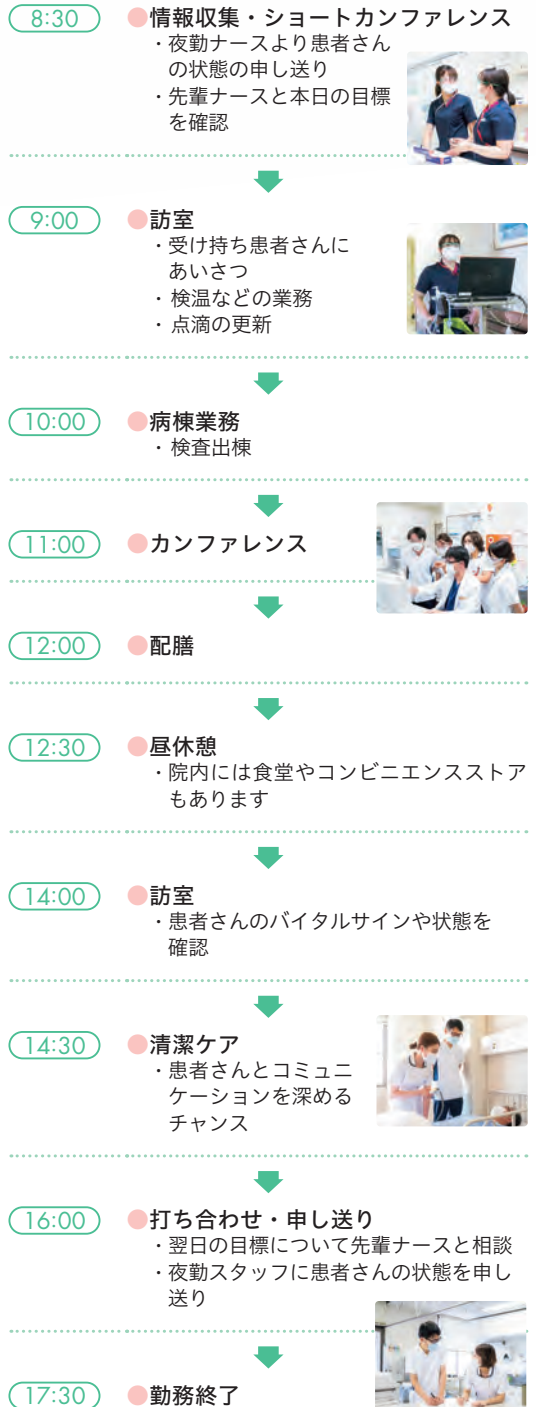 8:30 ●情報収集・ショートカンファレンス
・夜勤ナースより患者さん
の状態の申し送り
・先輩ナースと本日の目標
を確認
9:00 ●訪室
・受け持ち患者さんに
あいさつ
・検温などの業務
・点滴の更新
10:00 ●病棟業務
・検査出棟
11:00 ●カンファレンス
12:00 ●配膳
12:30 ●昼休憩
・院内には食堂やコンビニエンスストア
もあります
14:00 ●訪室
・患者さんのバイタルサインや状態を
確認
14:30 ●清潔ケア
・患者さんとコミュニ
ケーションを深める
チャンス
16:00 ●打ち合わせ・申し送り
・翌日の目標について先輩ナースと相談
・夜勤スタッフに患者さんの状態を申し
送り
17:30 ●勤務終了